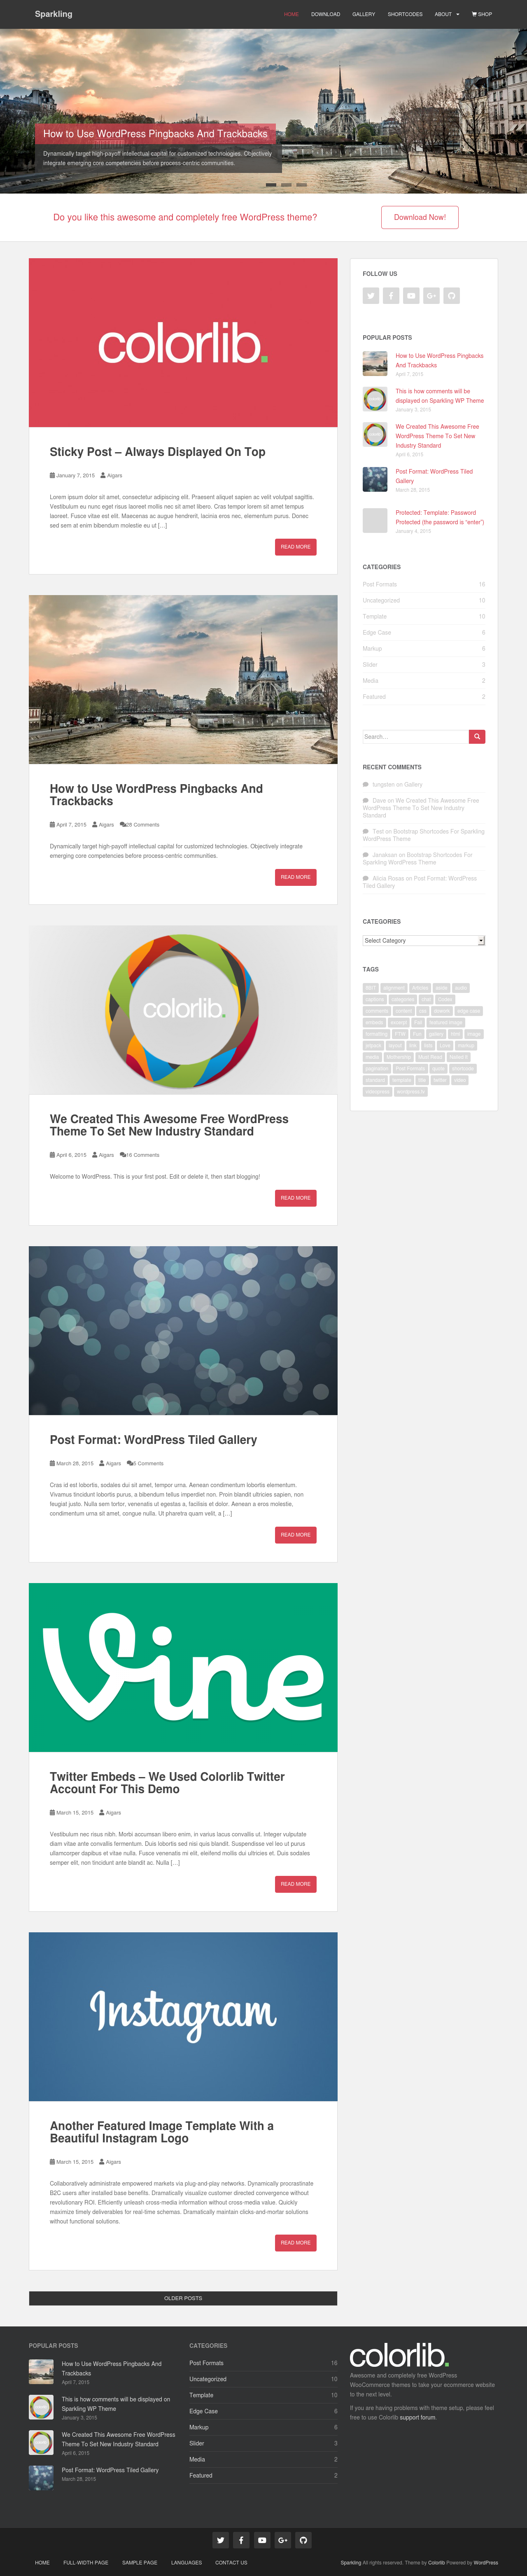 Sparkling
HOME DOWNLOAD GALLERY SHORTCODES ABOUT SHOP
How to Use WordPress Pingbacks And Trackbacks
Dynamically target high-payoff intellectual capital for customized technologies. Objectively
integrate emerging core competencies before process-centric communities.
Do you like this awesome and completely free WordPress theme?
Download Now!
colorlib.
Sticky Post – Always Displayed On Top
January 7, 2015 Aigars
Lorem ipsum dolor sit amet, consectetur adipiscing elit. Praesent aliquet sapien ac velit volutpat sagittis.
Vestibulum eu nunc eget risus laoreet mollis nec sit amet libero. Cras tempor lorem sit amet tempus
laoreet. Fusce vitae est elit. Maecenas ac augue hendrerit, lacinia eros nec, elementum purus. Donec
sed sem at enim bibendum molestie eu ut […]
READ MORE
How to Use WordPress Pingbacks And
Trackbacks
April 7, 2015 Aigars 28 Comments
Dynamically target high-payoff intellectual capital for customized technologies. Objectively integrate
emerging core competencies before process-centric communities.
READ MORE
colorlib.
We Created This Awesome Free WordPress
Theme To Set New Industry Standard
April 6, 2015 Aigars 16 Comments
Welcome to WordPress. This is your first post. Edit or delete it, then start blogging!
READ MORE
Post Format: WordPress Tiled Gallery
March 28, 2015 Aigars 5 Comments
Cras id est lobortis, sodales dui sit amet, tempor urna. Aenean condimentum lobortis elementum.
Vivamus tincidunt lobortis purus, a bibendum tellus imperdiet non. Proin blandit ultricies sapien, non
feugiat justo. Nulla sem tortor, venenatis ut egestas a, facilisis et dolor. Aenean a eros molestie,
condimentum urna sit amet, congue nulla. Ut pharetra quam velit, a […]
READ MORE
Vine
Twitter Embeds – We Used Colorlib Twitter
Account For This Demo
March 15, 2015 Aigars
Vestibulum nec risus nibh. Morbi accumsan libero enim, in varius lacus convallis ut. Integer vulputate
diam vitae ante convallis fermentum. Duis lobortis sed nisi quis blandit. Suspendisse vel leo ut purus
ullamcorper dapibus et vitae nulla. Fusce venenatis mi elit, eleifend mollis dui ultricies et. Duis sodales
semper elit, non tincidunt ante blandit ac. Nulla […]
READ MORE
Instagram
Another Featured Image Template With a
Beautiful Instagram Logo
March 15, 2015 Aigars
Collaboratively administrate empowered markets via plug-and-play networks. Dynamically procrastinate
B2C users after installed base benefits. Dramatically visualize customer directed convergence without
revolutionary ROI. Efficiently unleash cross-media information without cross-media value. Quickly
maximize timely deliverables for real-time schemas. Dramatically maintain clicks-and-mortar solutions
without functional solutions.
READ MORE
OLDER POSTS
FOLLOW US
POPULAR POSTS
How to Use WordPress Pingbacks
And Trackbacks
April 7, 2015
This is how comments will be
displayed on Sparkling WP Theme
January 3, 2015
We Created This Awesome Free
WordPress Theme To Set New
Industry Standard
April 6, 2015
Post Format: WordPress Tiled
Gallery
March 28, 2015
Protected: Template: Password
Protected (the password is "enter")
January 4, 2015
CATEGORIES
Post Formats 16
Uncategorized 10
Template 10
Edge Case 6
Markup 6
Slider 3
Media 2
Featured 2
Search...
RECENT COMMENTS
tungsten on Gallery
Dave on We Created This Awesome Free
WordPress Theme To Set New Industry
Standard
Test on Bootstrap Shortcodes For Sparkling
WordPress Theme
Janaksan on Bootstrap Shortcodes For
Sparkling WordPress Theme
Alicia Rosas on Post Format: WordPress
Tiled Gallery
CATEGORIES
Select Category
TAGS
POPULAR POSTS
How to Use WordPress Pingbacks And
Trackbacks
April 7, 2015
This is how comments will be displayed on
Sparkling WP Theme
January 3, 2015
We Created This Awesome Free WordPress
Theme To Set New Industry Standard
April 6, 2015
Post Format: WordPress Tiled Gallery
March 28, 2015
CATEGORIES
Post Formats 16
Uncategorized 10
Template 10
Edge Case 6
Markup 6
Slider 3
Media 2
Featured 2
colorlib.
Awesome and completely free WordPress
WooCommerce themes to take your ecommerce website
to the next level.
If you are having problems with theme setup, please feel
free to use Colorlib support forum.
HOME FULL-WIDTH PAGE SAMPLE PAGE LANGUAGES CONTACT US
Sparkling All rights reserved. Theme by Colorlib Powered by WordPress